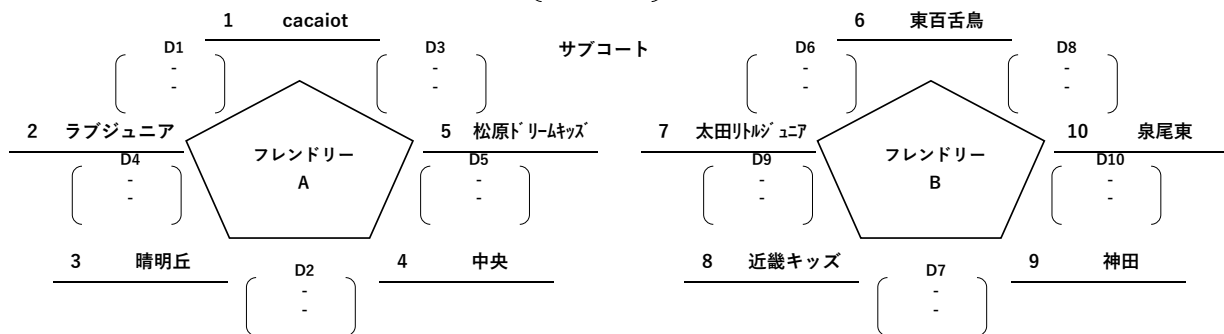 1 cacaiot
6 東百舌鳥
D1
D3
サブコート
D6
D8
-
-
-
-
-
-
-
-
2 ラブジュニア
5 松原ﾄﾞﾘｰﾑｷｯｽﾞ
7 太田ﾘﾄﾙｼﾞｭﾆｱ
10 泉尾東
フレンドリー
A
フレンドリー
B
D4
D5
D9
D10
-
-
-
-
-
-
-
-
3 晴明丘
4 中央
8 近畿キッズ
9 神田
D2
D7
-
-
-
-